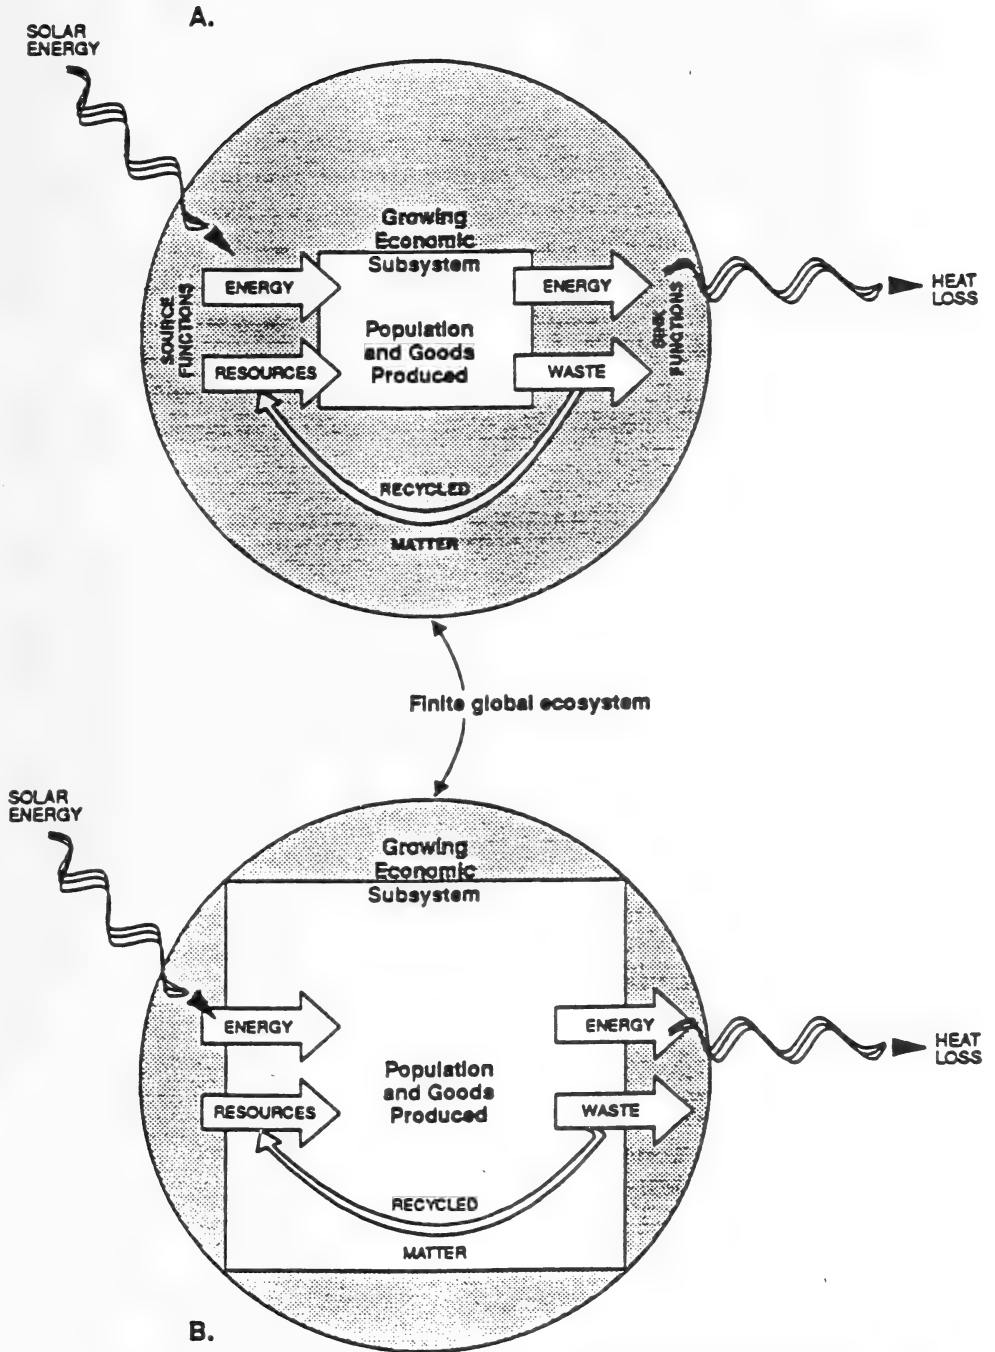 A.
SOLAR
ENERGY
Growing
Economic
Subsystem
SOURCE
FUNCTIONS
ENERGY
ENERGY
SINK
FUNCTIONS
HEAT
LOSS
Population
and Goods
Produced
RESOURCES
WASTE
RECYCLED
MATTER
Finite global ecosystem
SOLAR
ENERGY
Growing
Economic
Subsystem
ENERGY
ENERGY
HEAT
LOSS
Population
and Goods
Produced
RESOURCES
WASTE
RECYCLED
MATTER
B.